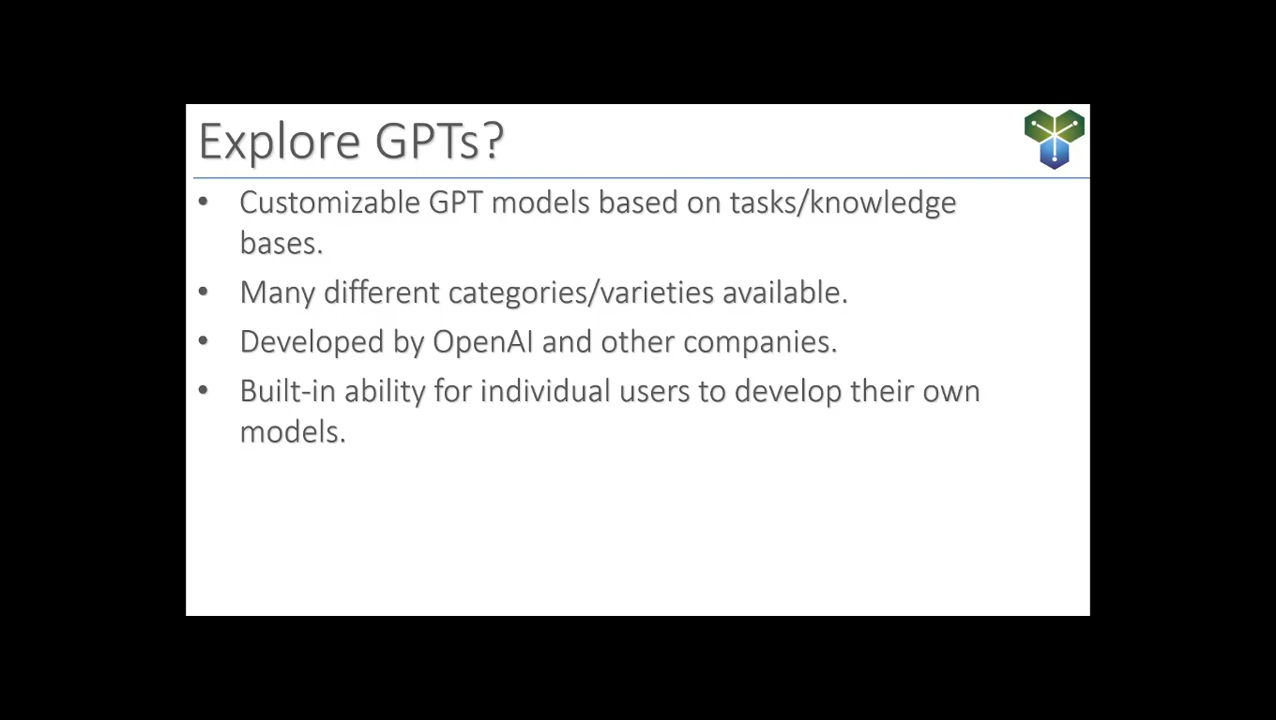 Explore GPTs?
• Customizable GPT models based on tasks/knowledge
bases.
• Many different categories/varieties available.
• Developed by OpenAI and other companies.
• Built-in ability for individual users to develop their own
models.